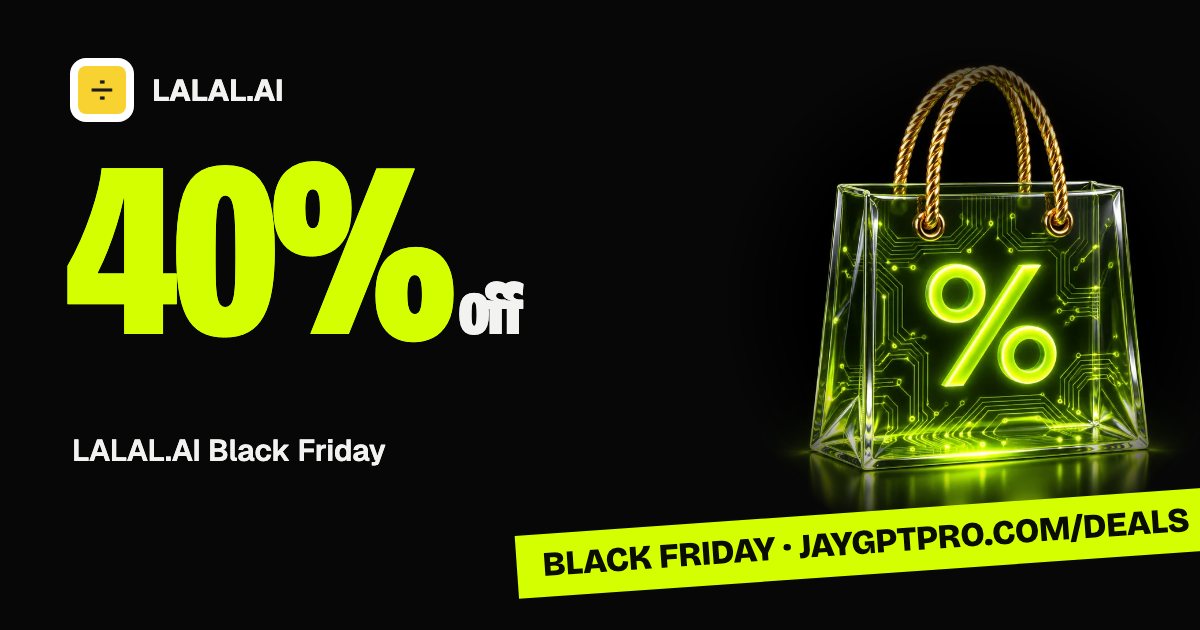 LALAL.AI
40% off
LALAL.AI Black Friday
%
BLACK FRIDAY · JAYGPTPRO.COM/DEALS